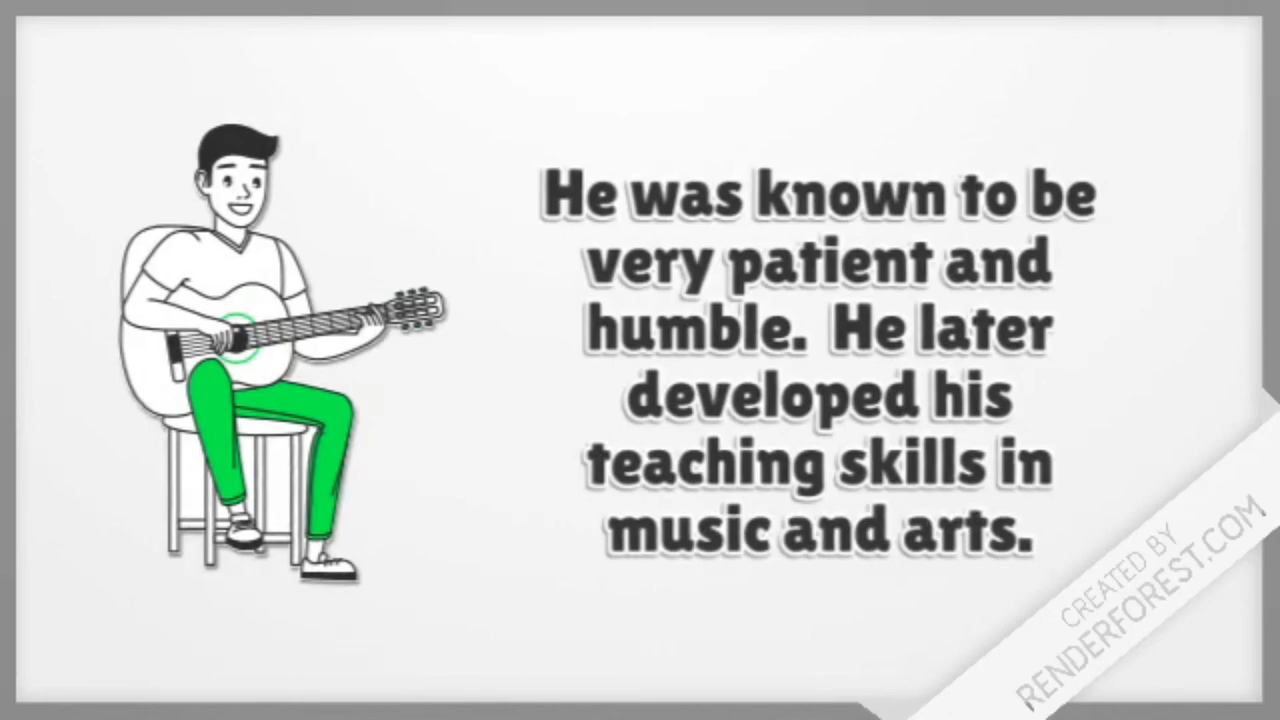 He was known to be
very patient and
humble.  He later
developed his
teaching skills in
music and arts.
CREATED BY
RENDERFOREST.COM